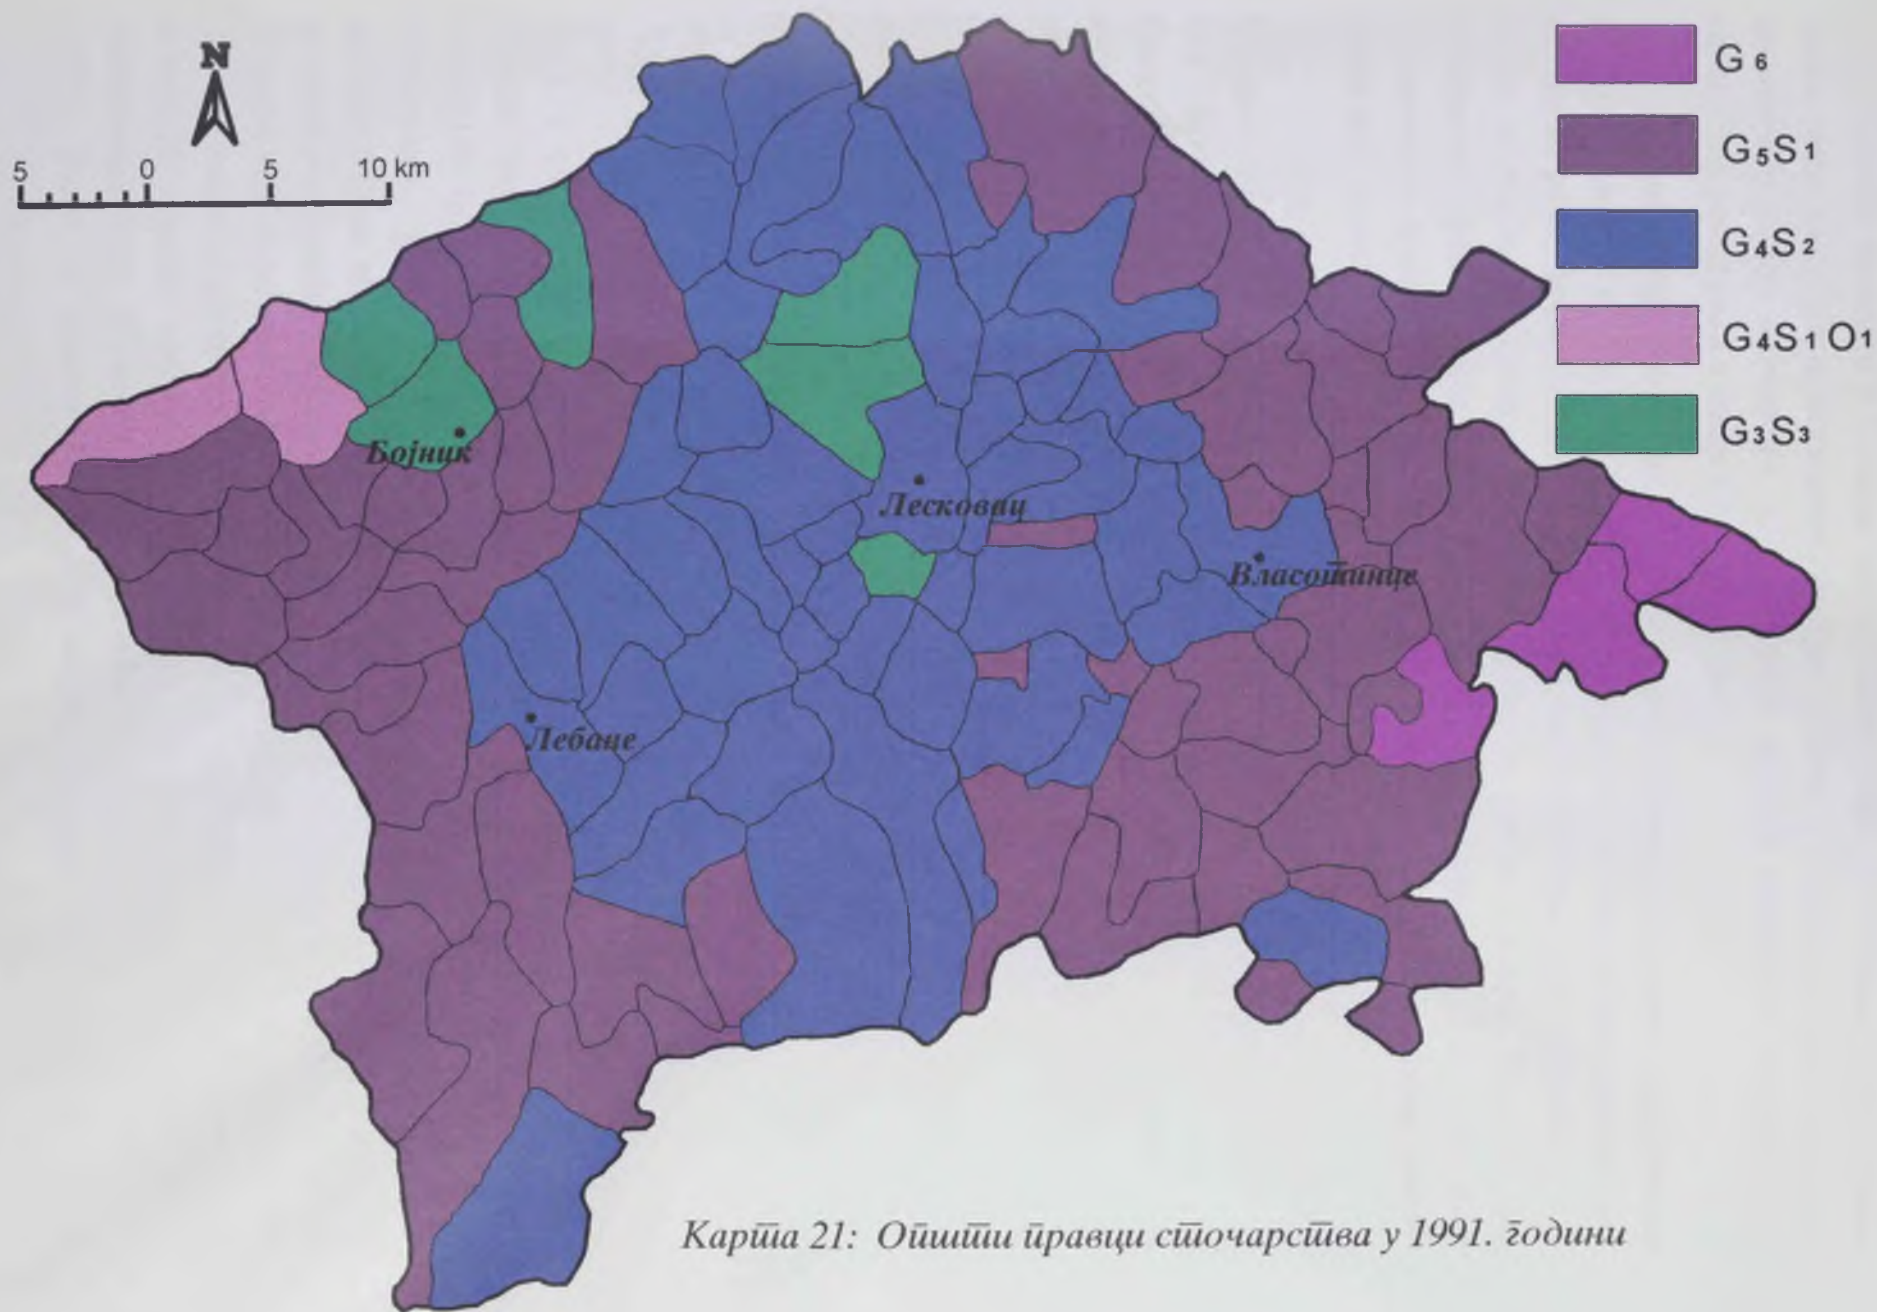 N
5 0 5 10 km
G6
G5S1
G4S2
G4S1O1
G3S3
Бојник
Лесковац
Власотинце
Лебане
Карта 21: Општи правци сточарства у 1991. години